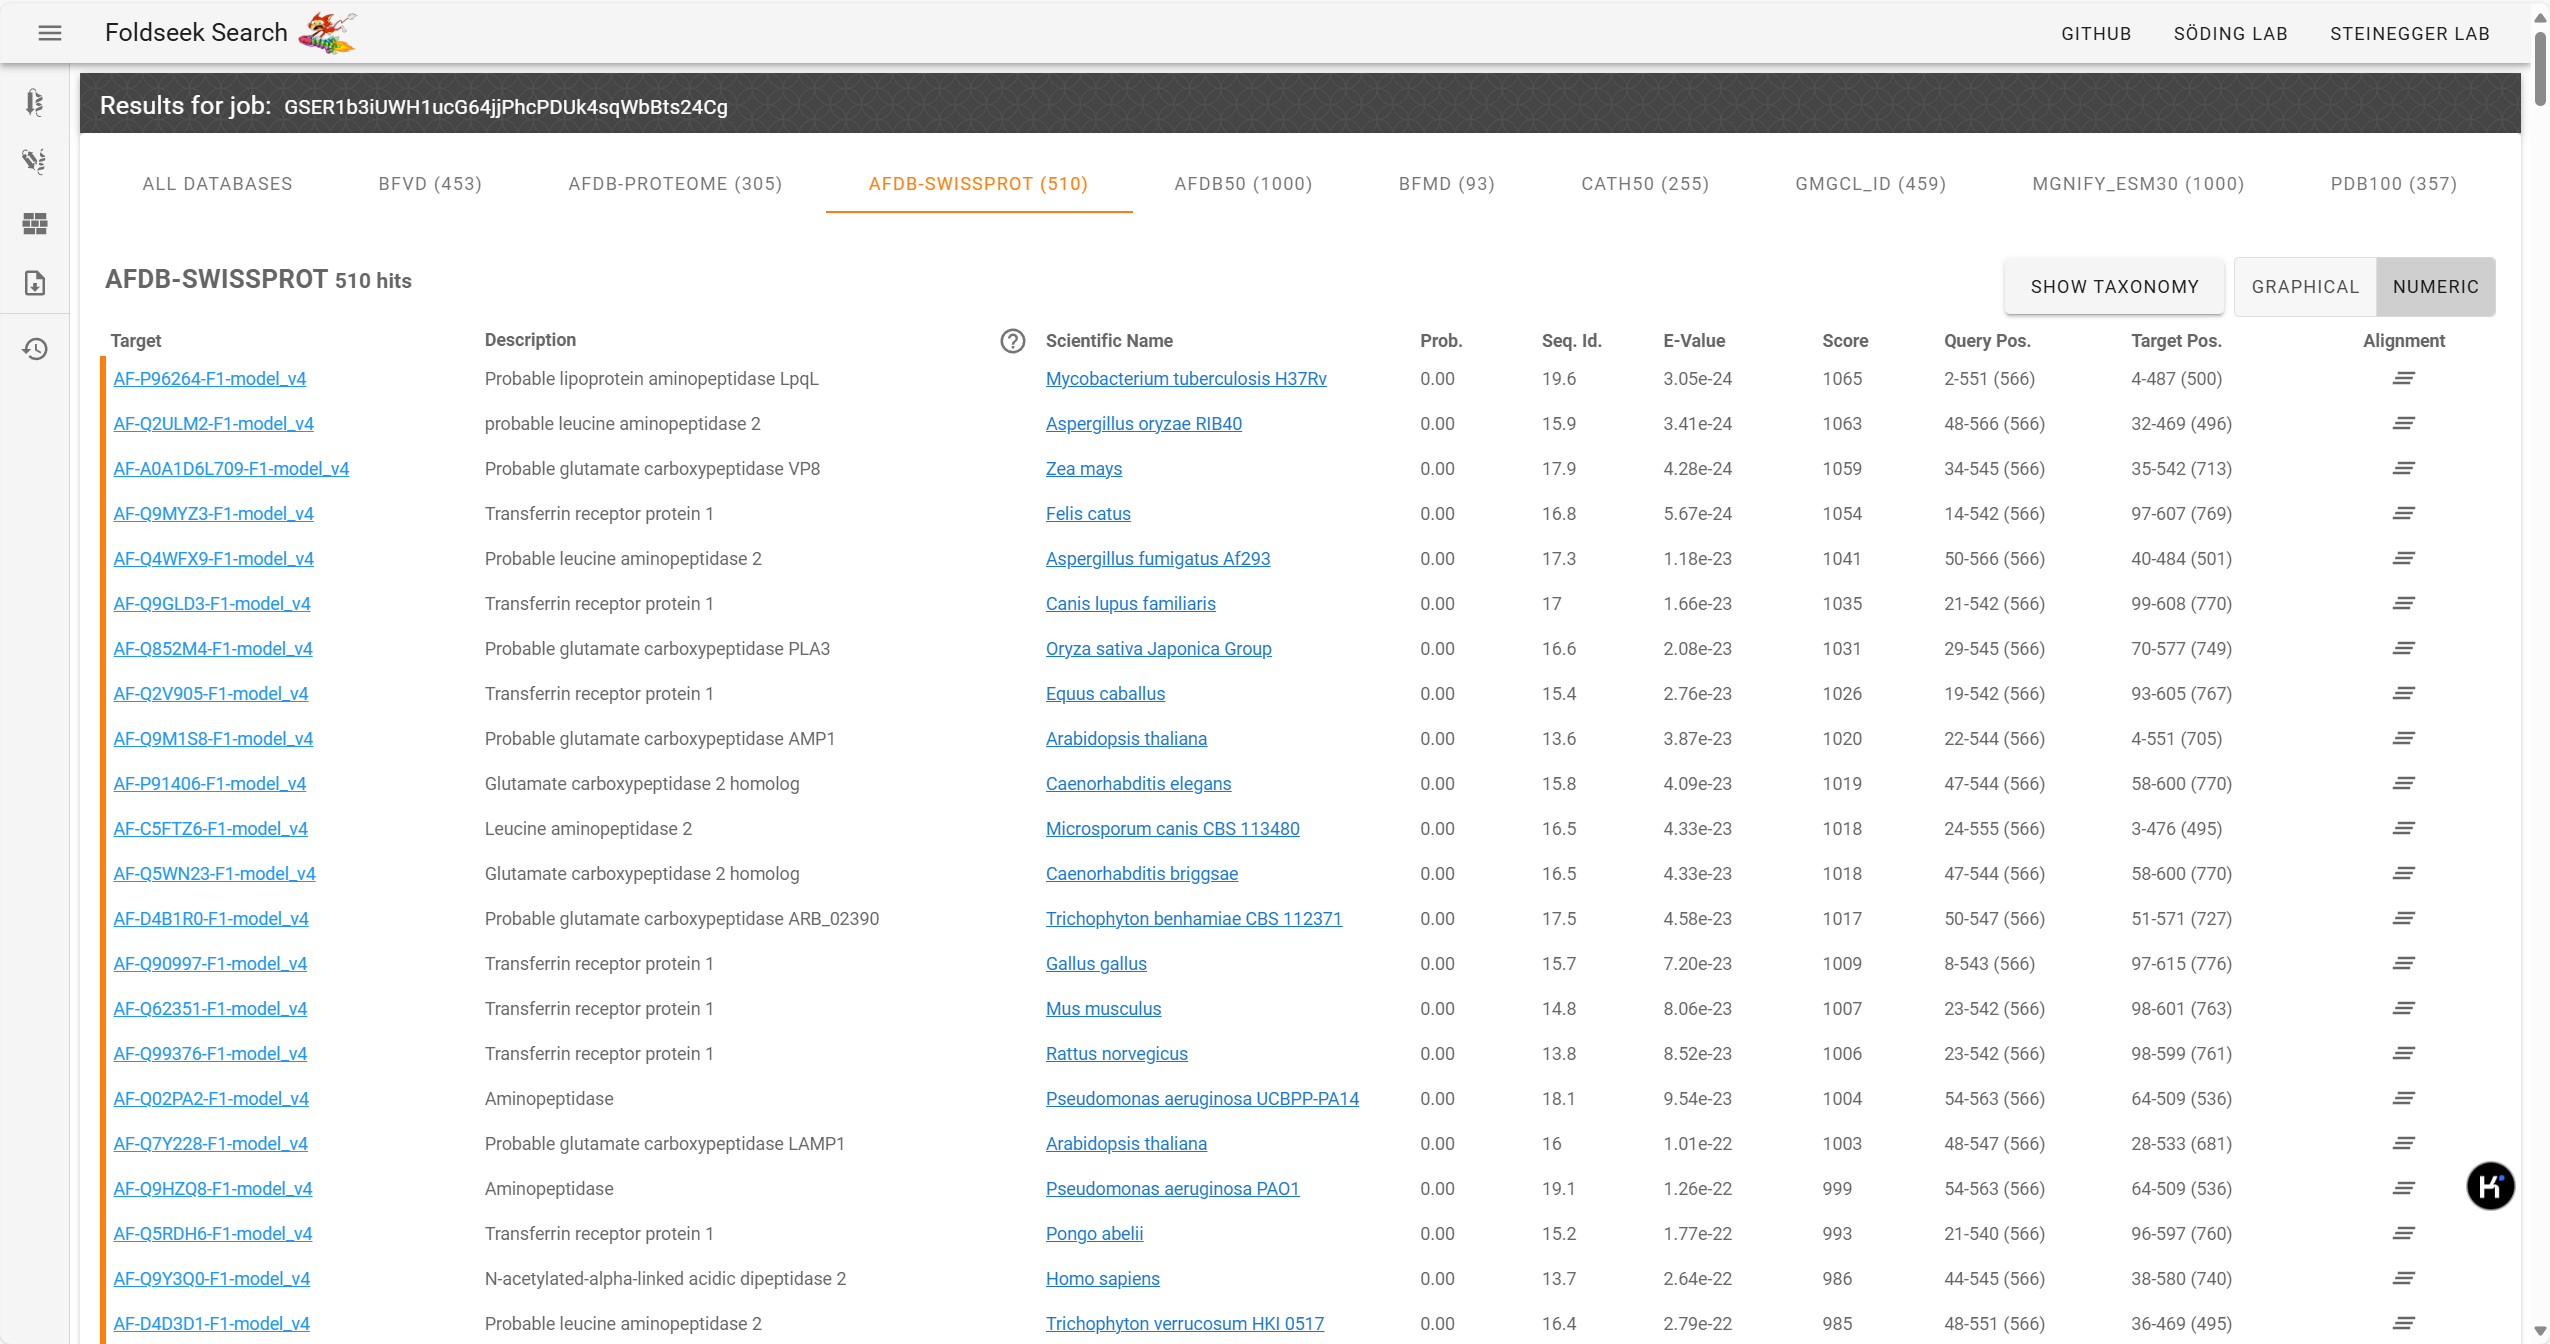 Foldseek Search GITHUB SÖDING LAB STEINEGGER LAB
Results for job: GSER1b3iUWH1ucG64jjPhcPDUk4sqWbBts24Cg
ALL DATABASES BFVD (453) AFDB-PROTEOME (305) AFDB-SWISSPROT (510) AFDB50 (1000) BFMD (93) CATH50 (255) GMGCL_ID (459) MGNIFY_ESM30 (1000) PDB100 (357)
AFDB-SWISSPROT 510 hits SHOW TAXONOMY GRAPHICAL NUMERIC
Target Description ? Scientific Name Prob. Seq. Id. E-Value Score Query Pos. Target Pos. Alignment
AF-P96264-F1-model_v4 Probable lipoprotein aminopeptidase LpqL Mycobacterium tuberculosis H37Rv 0.00 19.6 3.05e-24 1065 2-551 (566) 4-487 (500)
AF-Q2ULM2-F1-model_v4 probable leucine aminopeptidase 2 Aspergillus oryzae RIB40 0.00 15.9 3.41e-24 1063 48-566 (566) 32-469 (496)
AF-A0A1D6L709-F1-model_v4 Probable glutamate carboxypeptidase VP8 Zea mays 0.00 17.9 4.28e-24 1059 34-545 (566) 35-542 (713)
AF-Q9MYZ3-F1-model_v4 Transferrin receptor protein 1 Felis catus 0.00 16.8 5.67e-24 1054 14-542 (566) 97-607 (769)
AF-Q4WFX9-F1-model_v4 Probable leucine aminopeptidase 2 Aspergillus fumigatus Af293 0.00 17.3 1.18e-23 1041 50-566 (566) 40-484 (501)
AF-Q9GLD3-F1-model_v4 Transferrin receptor protein 1 Canis lupus familiaris 0.00 17 1.66e-23 1035 21-542 (566) 99-608 (770)
AF-Q852M4-F1-model_v4 Probable glutamate carboxypeptidase PLA3 Oryza sativa Japonica Group 0.00 16.6 2.08e-23 1031 29-545 (566) 70-577 (749)
AF-Q2V905-F1-model_v4 Transferrin receptor protein 1 Equus caballus 0.00 15.4 2.76e-23 1026 19-542 (566) 93-605 (767)
AF-Q9M1S8-F1-model_v4 Probable glutamate carboxypeptidase AMP1 Arabidopsis thaliana 0.00 13.6 3.87e-23 1020 22-544 (566) 4-551 (705)
AF-P91406-F1-model_v4 Glutamate carboxypeptidase 2 homolog Caenorhabditis elegans 0.00 15.8 4.09e-23 1019 47-544 (566) 58-600 (770)
AF-C5FTZ6-F1-model_v4 Leucine aminopeptidase 2 Microsporum canis CBS 113480 0.00 16.5 4.33e-23 1018 24-555 (566) 3-476 (495)
AF-Q5WN23-F1-model_v4 Glutamate carboxypeptidase 2 homolog Caenorhabditis briggsae 0.00 16.5 4.33e-23 1018 47-544 (566) 58-600 (770)
AF-D4B1R0-F1-model_v4 Probable glutamate carboxypeptidase ARB_02390 Trichophyton benhamiae CBS 112371 0.00 17.5 4.58e-23 1017 50-547 (566) 51-571 (727)
AF-Q90997-F1-model_v4 Transferrin receptor protein 1 Gallus gallus 0.00 15.7 7.20e-23 1009 8-543 (566) 97-615 (776)
AF-Q62351-F1-model_v4 Transferrin receptor protein 1 Mus musculus 0.00 14.8 8.06e-23 1007 23-542 (566) 98-601 (763)
AF-Q99376-F1-model_v4 Transferrin receptor protein 1 Rattus norvegicus 0.00 13.8 8.52e-23 1006 23-542 (566) 98-599 (761)
AF-Q02PA2-F1-model_v4 Aminopeptidase Pseudomonas aeruginosa UCBPP-PA14 0.00 18.1 9.54e-23 1004 54-563 (566) 64-509 (536)
AF-Q7Y228-F1-model_v4 Probable glutamate carboxypeptidase LAMP1 Arabidopsis thaliana 0.00 16 1.01e-22 1003 48-547 (566) 28-533 (681)
AF-Q9HZQ8-F1-model_v4 Aminopeptidase Pseudomonas aeruginosa PAO1 0.00 19.1 1.26e-22 999 54-563 (566) 64-509 (536)
AF-Q5RDH6-F1-model_v4 Transferrin receptor protein 1 Pongo abelii 0.00 15.2 1.77e-22 993 21-540 (566) 96-597 (760)
AF-Q9Y3Q0-F1-model_v4 N-acetylated-alpha-linked acidic dipeptidase 2 Homo sapiens 0.00 13.7 2.64e-22 986 44-545 (566) 38-580 (740)
AF-D4D3D1-F1-model_v4 Probable leucine aminopeptidase 2 Trichophyton verrucosum HKI 0517 0.00 16.4 2.79e-22 985 48-551 (566) 36-469 (495)
K